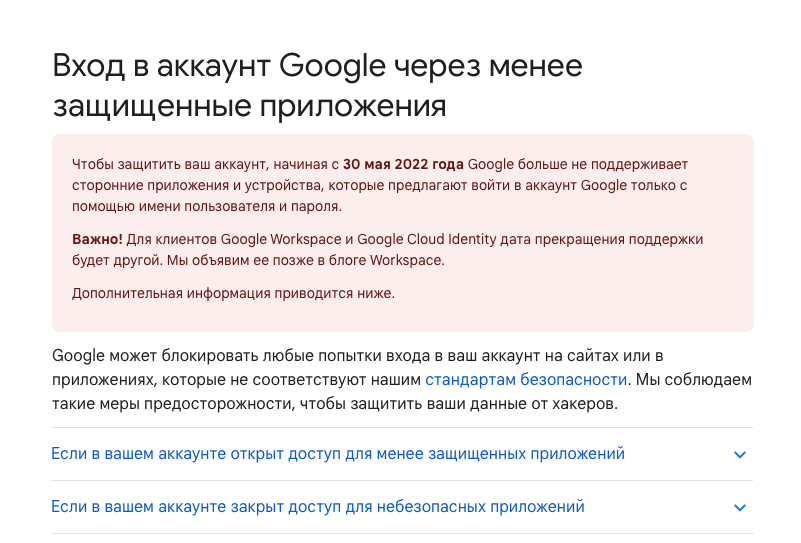 Вход в аккаунт Google через менее
защищенные приложения
Чтобы защитить ваш аккаунт, начиная с 30 мая 2022 года Google больше не поддерживает
сторонние приложения и устройства, которые предлагают войти в аккаунт Google только с
помощью имени пользователя и пароля.
Важно! Для клиентов Google Workspace и Google Cloud Identity дата прекращения поддержки
будет другой. Мы объявим ее позже в блоге Workspace.
Дополнительная информация приводится ниже.
Google может блокировать любые попытки входа в ваш аккаунт на сайтах или в
приложениях, которые не соответствуют нашим стандартам безопасности. Мы соблюдаем
такие меры предосторожности, чтобы защитить ваши данные от хакеров.
Если в вашем аккаунте открыт доступ для менее защищенных приложений
Если в вашем аккаунте закрыт доступ для небезопасных приложений